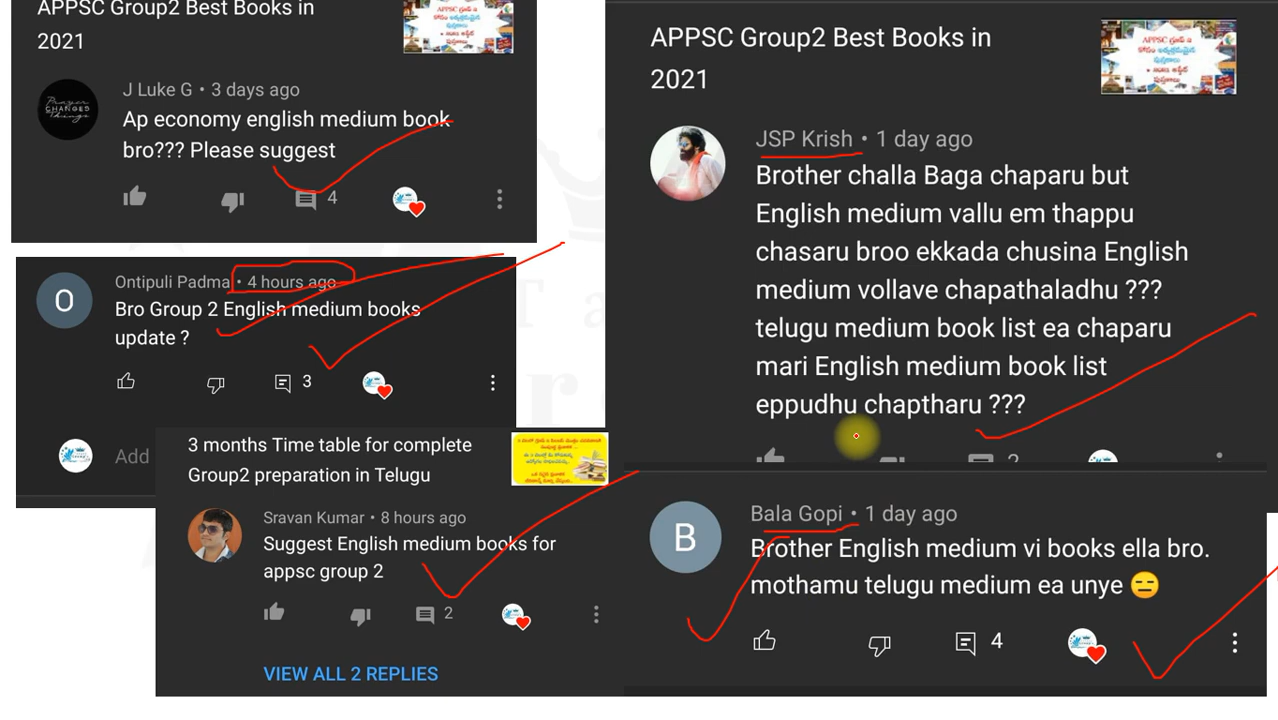 APPSC Group2 Best Books in
2021
J Luke G • 3 days ago
Ap economy english medium book
bro??? Please suggest
4
Ontipuli Padma • 4 hours ago
Bro Group 2 English medium books
update ?
3
Add
3 months Time table for complete
Group2 preparation in Telugu
Sravan Kumar • 8 hours ago
Suggest English medium books for
appsc group 2
2
VIEW ALL 2 REPLIES
APPSC Group2 Best Books in
2021
APPSC గ్రూప్ 2
కోసం అత్యుత్తమమైన
పుస్తకాలు
JSP Krish • 1 day ago
Brother challa Baga chaparu but
English medium vallu em thappu
chasaru broo ekkada chusina English
medium vollave chapathaladhu ???
telugu medium book list ea chaparu
mari English medium book list
eppudhu chaptharu ???
Bala Gopi • 1 day ago
B
Brother English medium vi books ella bro.
mothamu telugu medium ea unye
4